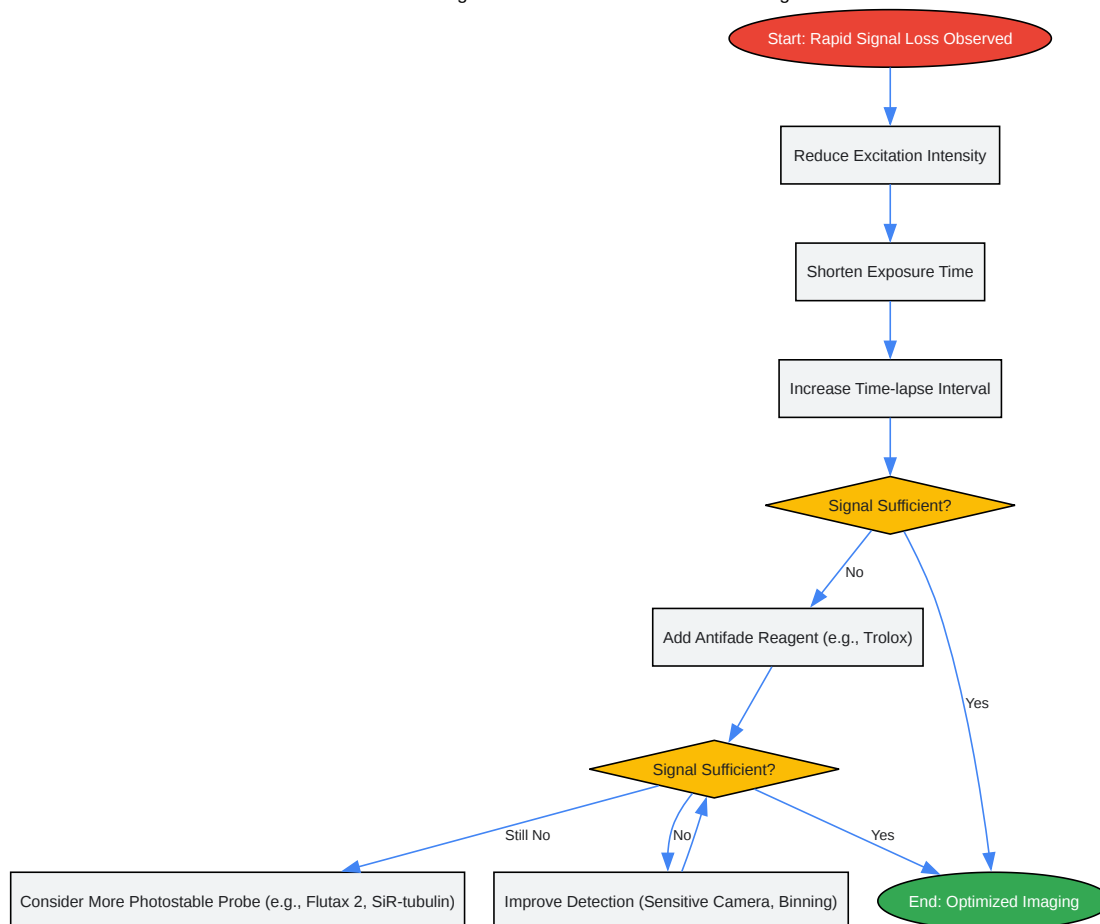 Start: Rapid Signal Loss Observed
Reduce Excitation Intensity
Shorten Exposure Time
Increase Time-lapse Interval
Signal Sufficient?
No
Add Antifade Reagent (e.g., Trolox)
Yes
Signal Sufficient?
Still No
No
Yes
Consider More Photostable Probe (e.g., Flutax 2, SiR-tubulin)
Improve Detection (Sensitive Camera, Binning)
End: Optimized Imaging